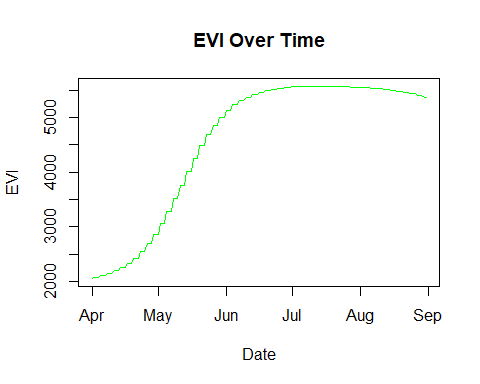 EVI Over Time
EVI
5000
4000
3000
2000
Apr May Jun Jul Aug Sep
Date